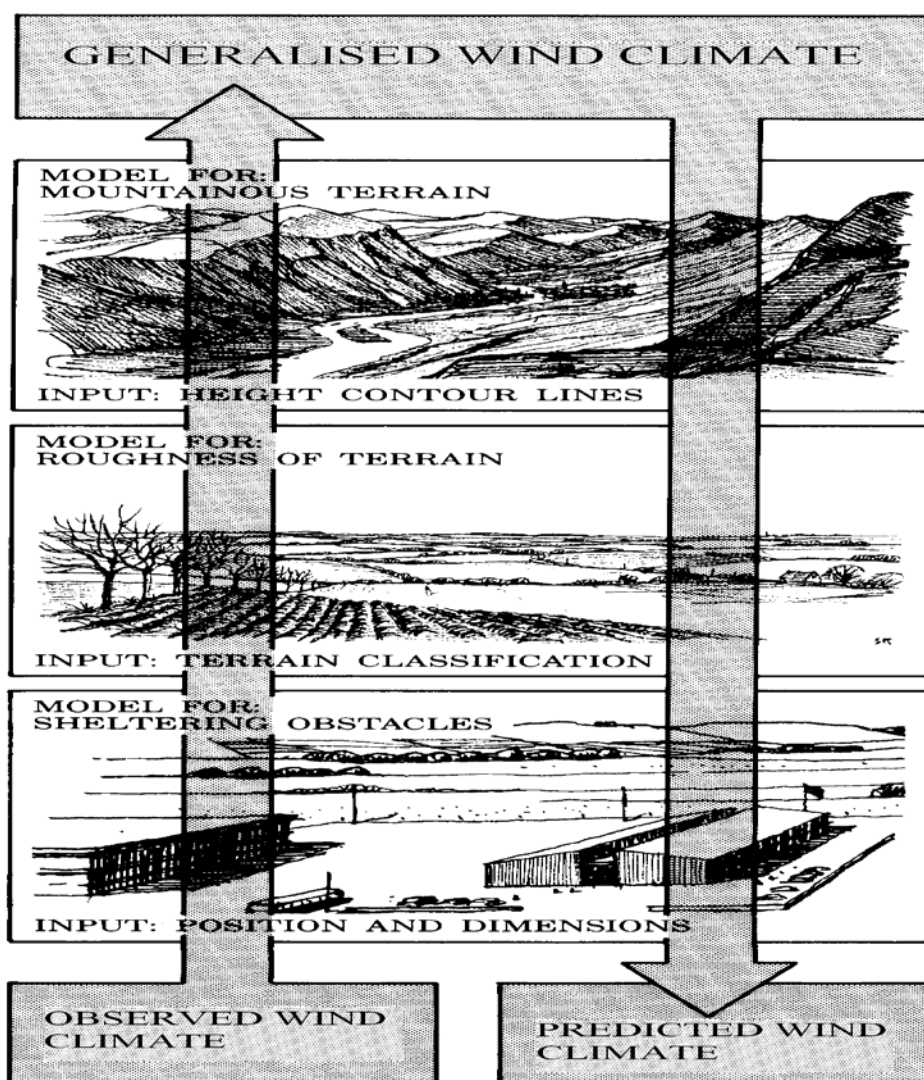 GENERALISED WIND CLIMATE
MODEL FOR:
MOUNTAINOUS TERRAIN
INPUT: HEIGHT CONTOUR LINES
MODEL FOR:
ROUGHNESS OF TERRAIN
INPUT: TERRAIN CLASSIFICATION
MODEL FOR:
SHELTERING OBSTACLES
INPUT: POSITION AND DIMENSIONS
OBSERVED WIND
CLIMATE
PREDICTED WIND
CLIMATE